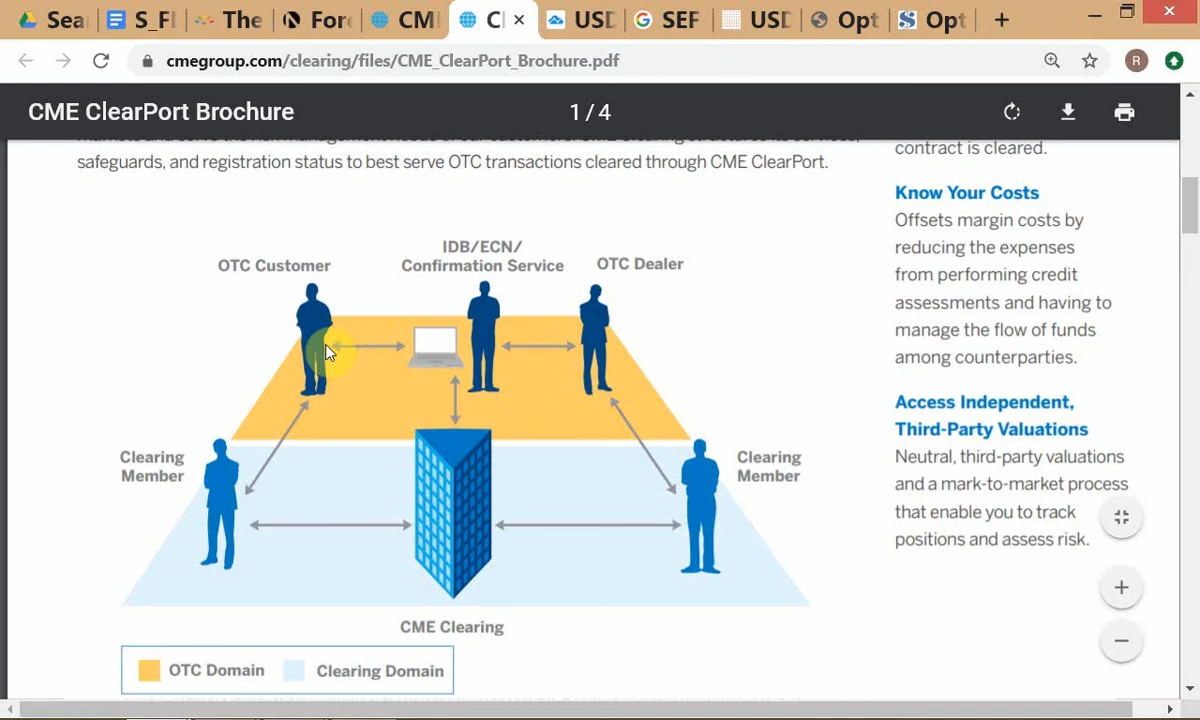 Sea
S_Fl
The
For
CMI
C
USD
SEF
USD
Opt
Opt
cmegroup.com/clearing/files/CME_ClearPort_Brochure.pdf
R
CME ClearPort Brochure
1 / 4
safeguards, and registration status to best serve OTC transactions cleared through CME ClearPort.
contract is cleared.
Know Your Costs
Offsets margin costs by
reducing the expenses
from performing credit
assessments and having to
manage the flow of funds
among counterparties.
Access Independent,
Third-Party Valuations
Neutral, third-party valuations
and a mark-to-market process
that enable you to track
positions and assess risk.
OTC Customer
IDB/ECN/
Confirmation Service
OTC Dealer
Clearing
Member
Clearing
Member
CME Clearing
OTC Domain
Clearing Domain